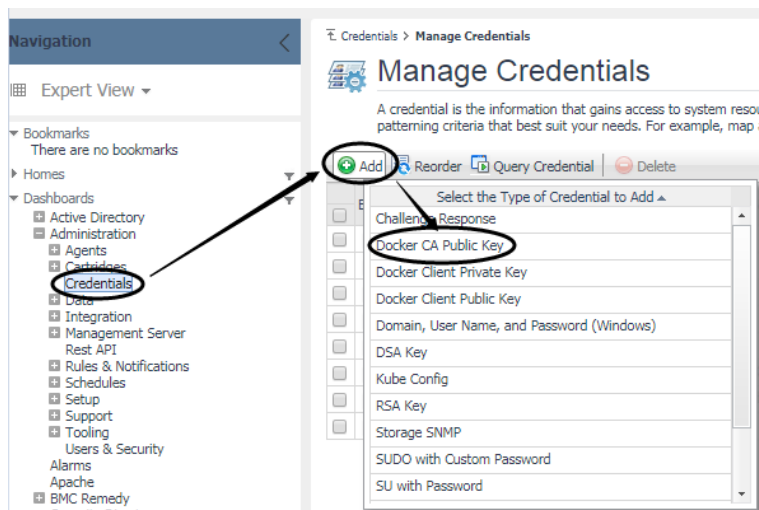 Navigation
Expert View
Bookmarks
There are no bookmarks
Homes
Dashboards
Active Directory
Administration
Agents
Cartridges
Credentials
Data
Integration
Management Server
Rest API
Rules & Notifications
Schedules
Setup
Support
Tooling
Users & Security
Alarms
Apache
BMC Remedy
Credentials > Manage Credentials
Manage Credentials
A credential is the information that gains access to system
patterning criteria that best suit your needs. For example, map
Add Reorder Query Credential Delete
Select the Type of Credential to Add
Challenge Response
Docker CA Public Key
Docker Client Private Key
Docker Client Public Key
Domain, User Name, and Password (Windows)
DSA Key
Kube Config
RSA Key
Storage SNMP
SUDO with Custom Password
SU with Password